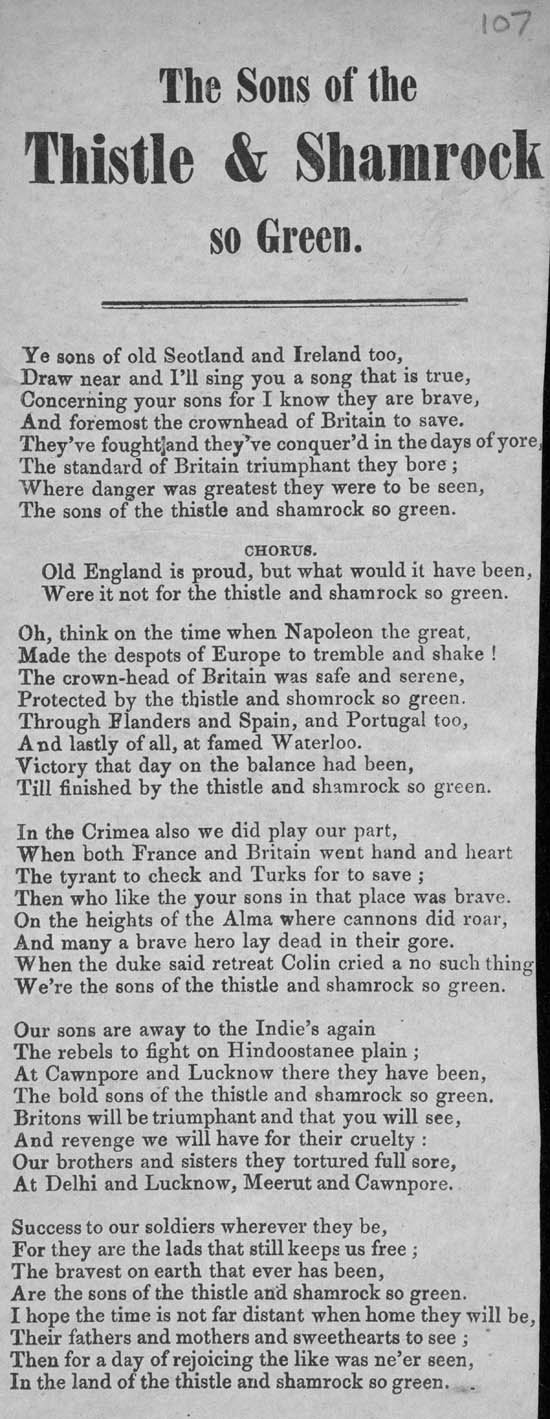 107
The Sons of the
Thistle & Shamrock
so Green.
Ye sons of old Seotland and Ireland too,
Draw near and I'll sing you a song that is true,
Concerning your sons for I know they are brave,
And foremost the crownhead of Britain to save.
They've fought and they've conquer'd in the days of yore,
The standard of Britain triumphant they bore ;
Where danger was greatest they were to be seen,
The sons of the thistle and shamrock so green.
CHORUS.
Old England is proud, but what would it have been,
Were it not for the thistle and shamrock so green.
Oh, think on the time when Napoleon the great,
Made the despots of Europe to tremble and shake !
The crown-head of Britain was safe and serene,
Protected by the thistle and shomrock so green.
Through Flanders and Spain, and Portugal too,
And lastly of all, at famed Waterloo.
Victory that day on the balance had been,
Till finished by the thistle and shamrock so green.
In the Crimea also we did play our part,
When both France and Britain went hand and heart
The tyrant to check and Turks for to save ;
Then who like the your sons in that place was brave.
On the heights of the Alma where cannons did roar,
And many a brave hero lay dead in their gore.
When the duke said retreat Colin cried a no such thing
We're the sons of the thistle and shamrock so green.
Our sons are away to the Indie's again
The rebels to fight on Hindoostanee plain ;
At Cawnpore and Lucknow there they have been,
The bold sons of the thistle and shamrock so green.
Britons will be triumphant and that you will see,
And revenge we will have for their cruelty :
Our brothers and sisters they tortured full sore,
At Delhi and Lucknow, Meerut and Cawnpore.
Success to our soldiers wherever they be,
For they are the lads that still keeps us free ;
The bravest on earth that ever has been,
Are the sons of the thistle and shamrock so green.
I hope the time is not far distant when home they will be,
Their fathers and mothers and sweethearts to see ;
Then for a day of rejoicing the like was ne'er seen,
In the land of the thistle and shamrock so green.